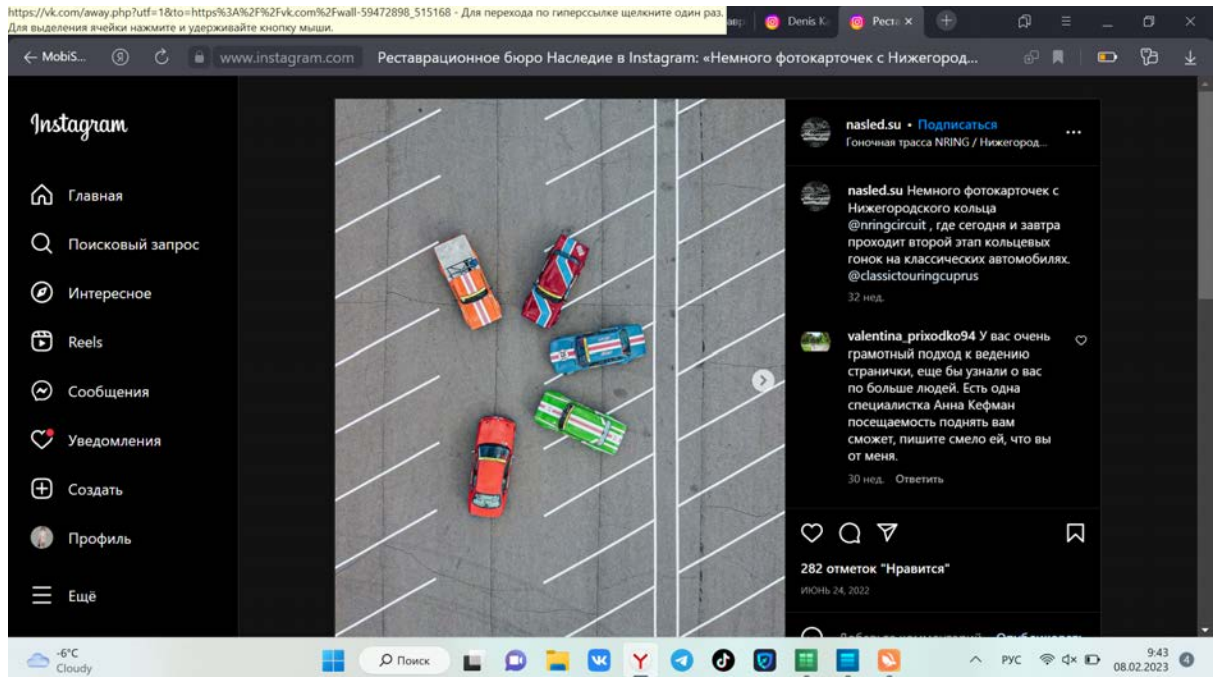 https://vk.com/away.php?utf=1&to=https%3A%2F%2Fvk.com%2Fwall-59472898_515168 - Для перехода по гиперссылке щелкните один раз.
Для выделения ячейки нажмите и удерживайте кнопку мыши.
Denis K
Рест
← MobiS...
www.instagram.com
Реставрационное бюро Наследие в Instagram: «Немного фотокарточек с Нижегород...
Instagram
Главная
Поисковый запрос
Интересное
Reels
Сообщения
Уведомления
Создать
Профиль
Ещё
nasled.su • Подписаться
Гоночная трасса NRING / Нижегород...
nasled.su Немного фотокарточек с
Нижегородского кольца
@nringcircuit , где сегодня и завтра
проходит второй этап кольцевых
гонок на классических автомобилях.
@classictouringcuprus
32 нед.
valentina_prixodko94 У вас очень
грамотный подход к ведению
странички, еще бы узнали о вас
по больше людей. Есть одна
специалистка Анна Кефман
посещаемость поднять вам
сможет, пишите смело ей, что вы
от меня.
30 нед. Ответить
282 отметок "Нравится"
ИЮНЬ 24, 2022
-6°C
Cloudy
Поиск
РУС
9:43
08.02.2023
4